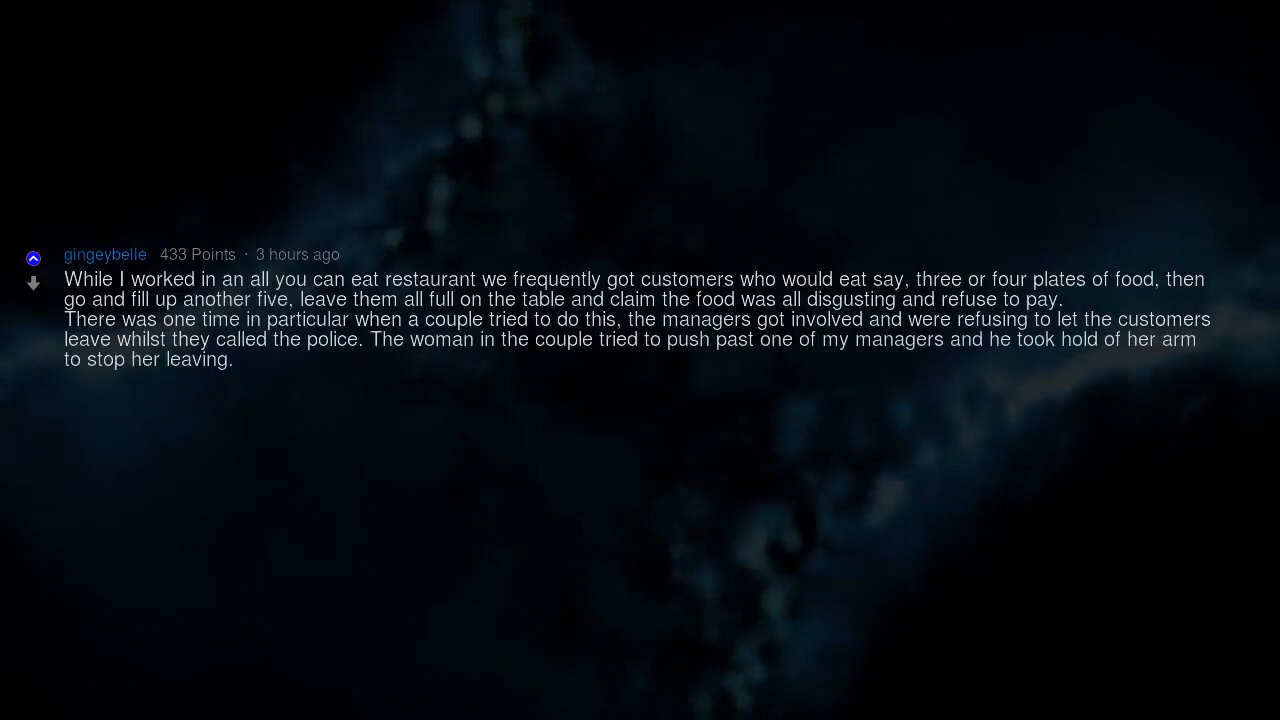 gingeybelle 433 Points · 3 hours ago
While I worked in an all you can eat restaurant we frequently got customers who would eat say, three or four plates of food, then
go and fill up another five, leave them all full on the table and claim the food was all disgusting and refuse to pay.
There was one time in particular when a couple tried to do this, the managers got involved and were refusing to let the customers
leave whilst they called the police. The woman in the couple tried to push past one of my managers and he took hold of her arm
to stop her leaving.